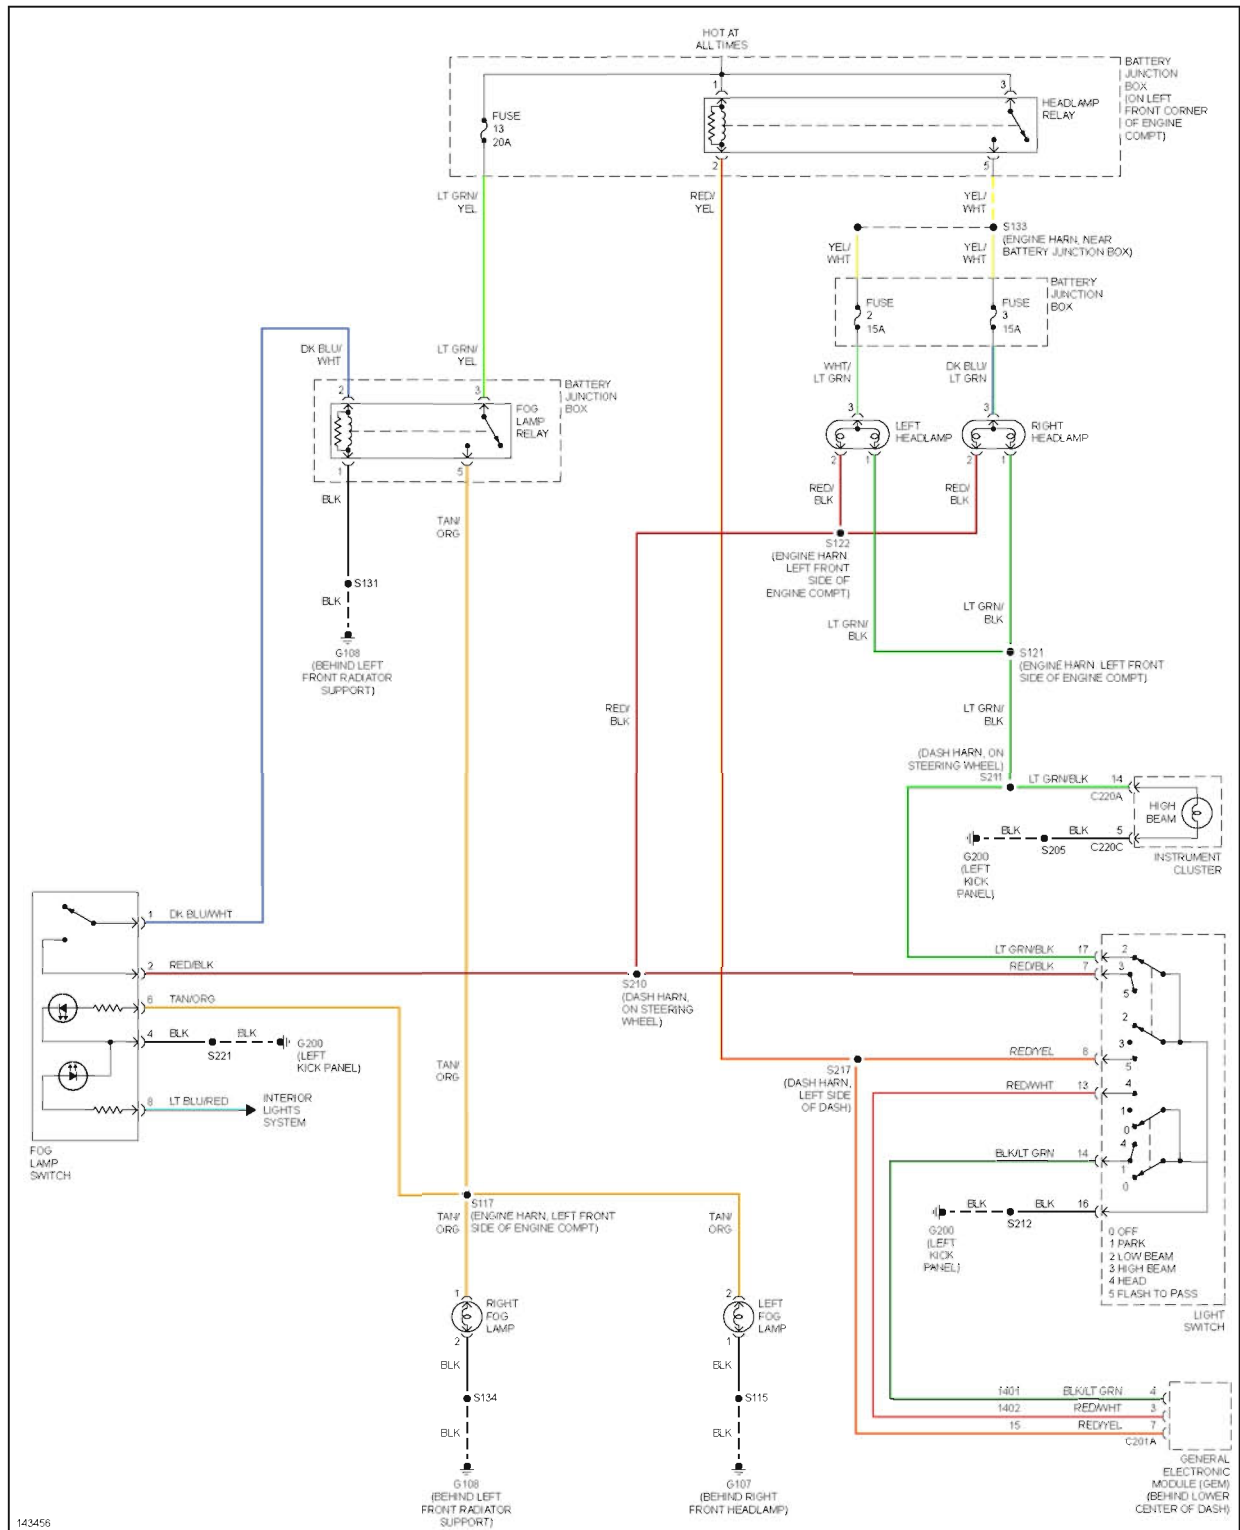 HOT AT
ALL TIMES
BATTERY
JUNCTION
BOX
(ON LEFT
FRONT CORNER
OF ENGINE
COMPT)
1
3
HEADLAMP
RELAY
FUSE
13
20A
2
5
LT GRN/
YEL
RED/
YEL
YEL/
WHT
S133
(ENGINE HARN, NEAR
BATTERY JUNCTION BOX)
YEL/
WHT
YEL/
WHT
BATTERY
JUNCTION
BOX
FUSE
2
15A
FUSE
3
15A
DK BLU/
WHT
LT GRN/
YEL
WHT/
LT GRN
DK BLU/
LT GRN
2
3
BATTERY
JUNCTION
BOX
FOG
LAMP
RELAY
3
LEFT
HEADLAMP
3
RIGHT
HEADLAMP
1
5
2
1
2
1
BLK
TAN/
ORG
RED/
BLK
RED/
BLK
S122
(ENGINE HARN
LEFT FRONT
SIDE OF
ENGINE COMPT)
S131
BLK
G108
(BEHIND LEFT
FRONT RADIATOR
SUPPORT)
LT GRN/
BLK
LT GRN/
BLK
S121
(ENGINE HARN LEFT FRONT
SIDE OF ENGINE COMPT)
RED/
BLK
LT GRN/
BLK
(DASH HARN, ON
STEERING WHEEL)
S211
LT GRN/BLK
14
C220A
HIGH
BEAM
BLK
BLK
5
S205
C220C
G200
(LEFT
KICK
PANEL)
INSTRUMENT
CLUSTER
1
DK BLU/WHT
LT GRN/BLK
17
2
2
RED/BLK
RED/BLK
7
3
5
S210
(DASH HARN,
ON STEERING
WHEEL)
6
TAN/ORG
4
BLK
BLK
S221
G200
(LEFT
KICK PANEL)
2
3
RED/YEL
8
5
TAN/
ORG
S217
(DASH HARN,
LEFT SIDE
OF DASH)
RED/WHT
13
4
8
LT BLU/RED
INTERIOR
LIGHTS
SYSTEM
1
0
4
BLK/LT GRN
14
1
0
FOG
LAMP
SWITCH
S117
(ENGINE HARN, LEFT FRONT
SIDE OF ENGINE COMPT)
TAN/
ORG
TAN/
ORG
BLK
BLK
16
S212
G200
(LEFT
KICK
PANEL)
0 OFF
1 PARK
2 LOW BEAM
3 HIGH BEAM
4 HEAD
5 FLASH TO PASS
LIGHT
SWITCH
1
RIGHT
FOG
LAMP
2
2
LEFT
FOG
LAMP
1
BLK
BLK
S134
S115
BLK
BLK
G108
(BEHIND LEFT
FRONT RADIATOR
SUPPORT)
G107
(BEHIND RIGHT
FRONT HEADLAMP)
1401
BLK/LT GRN
4
1402
RED/WHT
3
15
RED/YEL
7
C201A
GENERAL
ELECTRONIC
MODULE (GEM)
(BEHIND LOWER
CENTER OF DASH)
143456